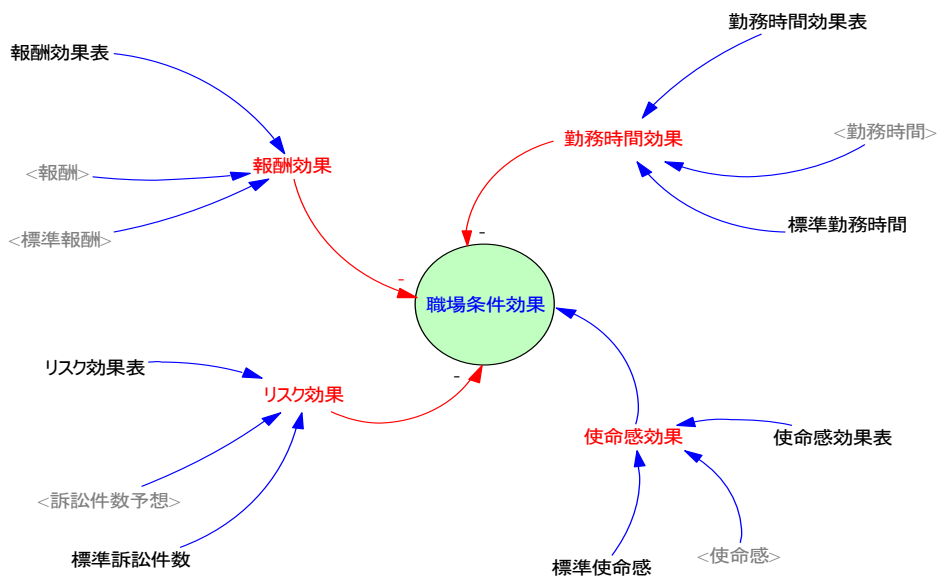 勤務時間効果表
報酬効果表
<勤務時間>
勤務時間効果
報酬効果
<報酬>
標準勤務時間
<標準報酬>
-
-
職場条件効果
リスク効果表
-
リスク効果
使命感効果
使命感効果表
<訴訟件数予想>
標準訴訟件数
<使命感>
標準使命感